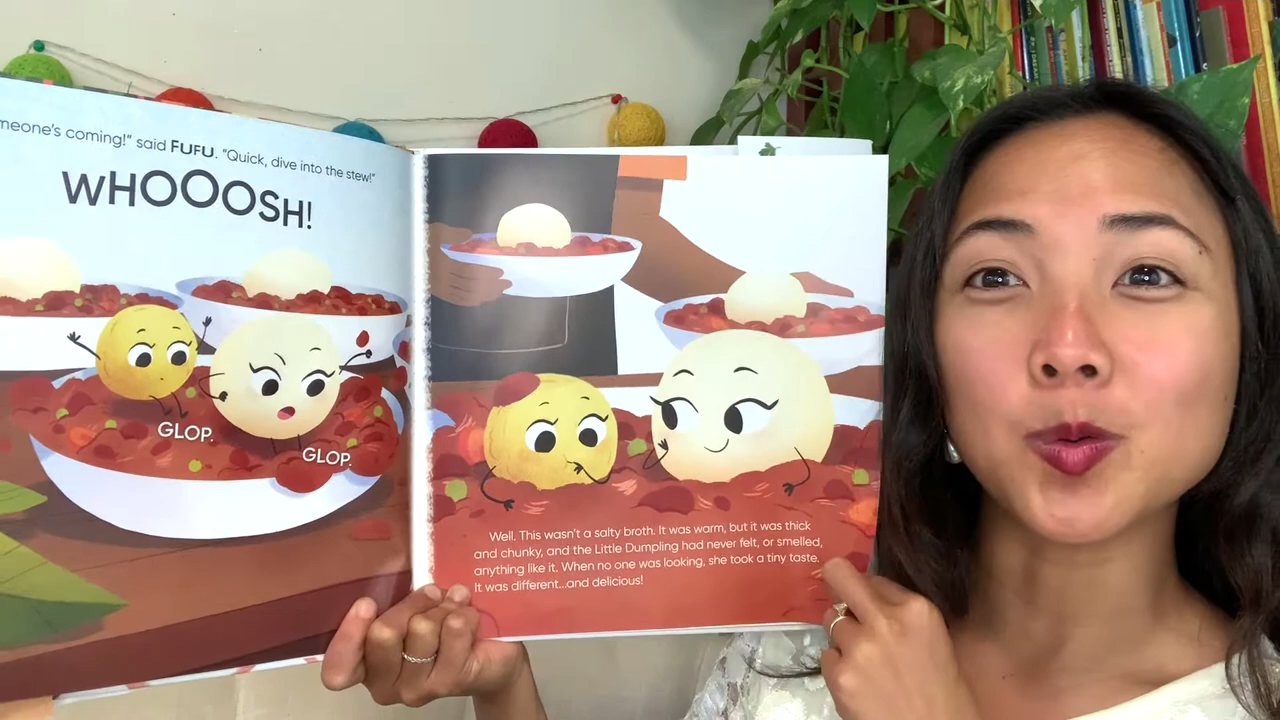 coming!” said FUFU. “Quick, dive into the stew!”
WHOOOSH!
GLOP.
GLOP.
Well. This wasn’t a salty broth. It was warm, but it was thick
and chunky, and the Little Dumpling had never felt, or smelled,
anything like it. When no one was looking, she took a tiny taste.
It was different...and delicious!